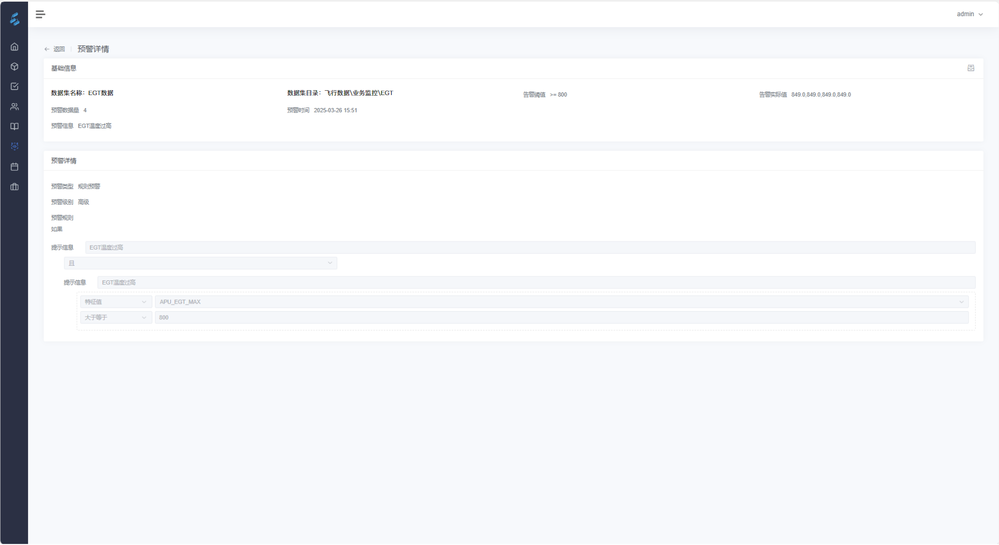 admin
返回 预警详情
基础信息
数据集名称：EGT数据 数据集目录：飞行数据\业务监控\EGT 告警阈值 >= 800 告警实际值 849.0,849.0,849.0,849.0
预警数据量 4 预警时间 2025-03-26 15:51
预警信息 EGT温度过高
预警详情
预警类型 规则预警
预警级别 高级
预警规则
如果
提示信息 EGT温度过高
且
提示信息 EGT温度过高
特征值 APU_EGT_MAX
大于等于 800